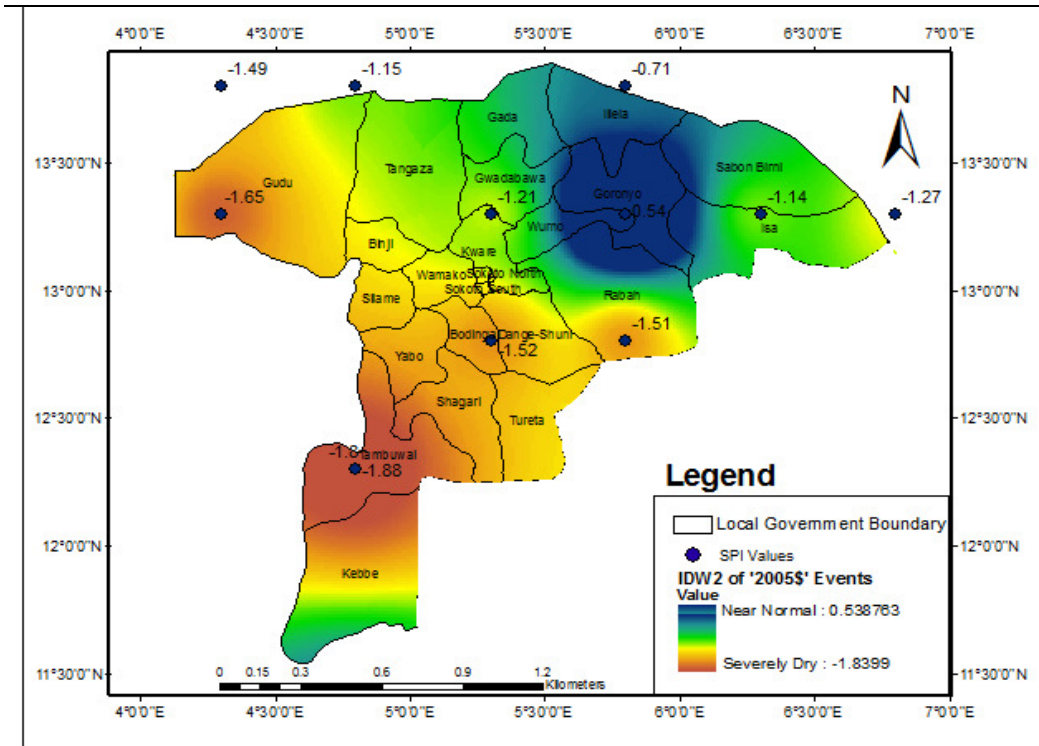 4°0'0"E 4°30'0"E 5°0'0"E 5°30'0"E 6°0'0"E 6°30'0"E 7°0'0"E
-1.49 -1.15 -0.71
N
Gada Illela
13°30'0"N Tangaza Gwadabawa Sabon Birni 13°30'0"N
Gudu Goronyo
-1.65 -1.21 0.54 -1.14 -1.27
Wurno Isa
Binji Kware
Wamako Sokoto North
13°0'0"N Silame Sokoto South Rabah 13°0'0"N
-1.51
Bodinga Dange-Shuni
-1.52
Yabo
Shagari Tureta
12°30'0"N 12°30'0"N
Tambuwal
-1.88
Legend
Local Government Boundary
SPI Values
12°0'0"N 12°0'0"N
Kebbe
IDW2 of '2005$' Events
Value
Near Normal : 0.538763
Severely Dry : -1.8399
0 0.15 0.3 0.6 0.9 1.2
Kilometers
11°30'0"N 11°30'0"N
4°0'0"E 4°30'0"E 5°0'0"E 5°30'0"E 6°0'0"E 6°30'0"E 7°0'0"E